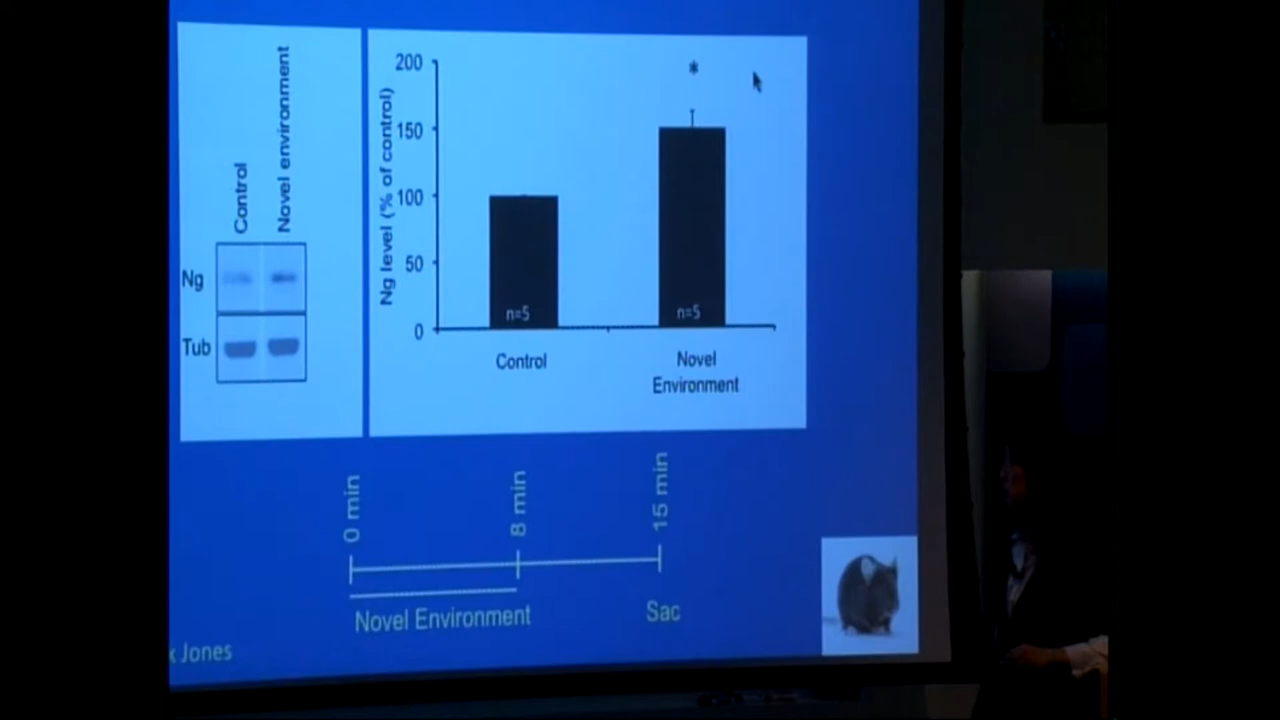 Control
Novel environment
Ng
Tub
Ng level (% of control)
200
150
100
50
0
*
n=5
n=5
Control
Novel
Environment
0 min
8 min
15 min
Novel Environment
Sac
Jones